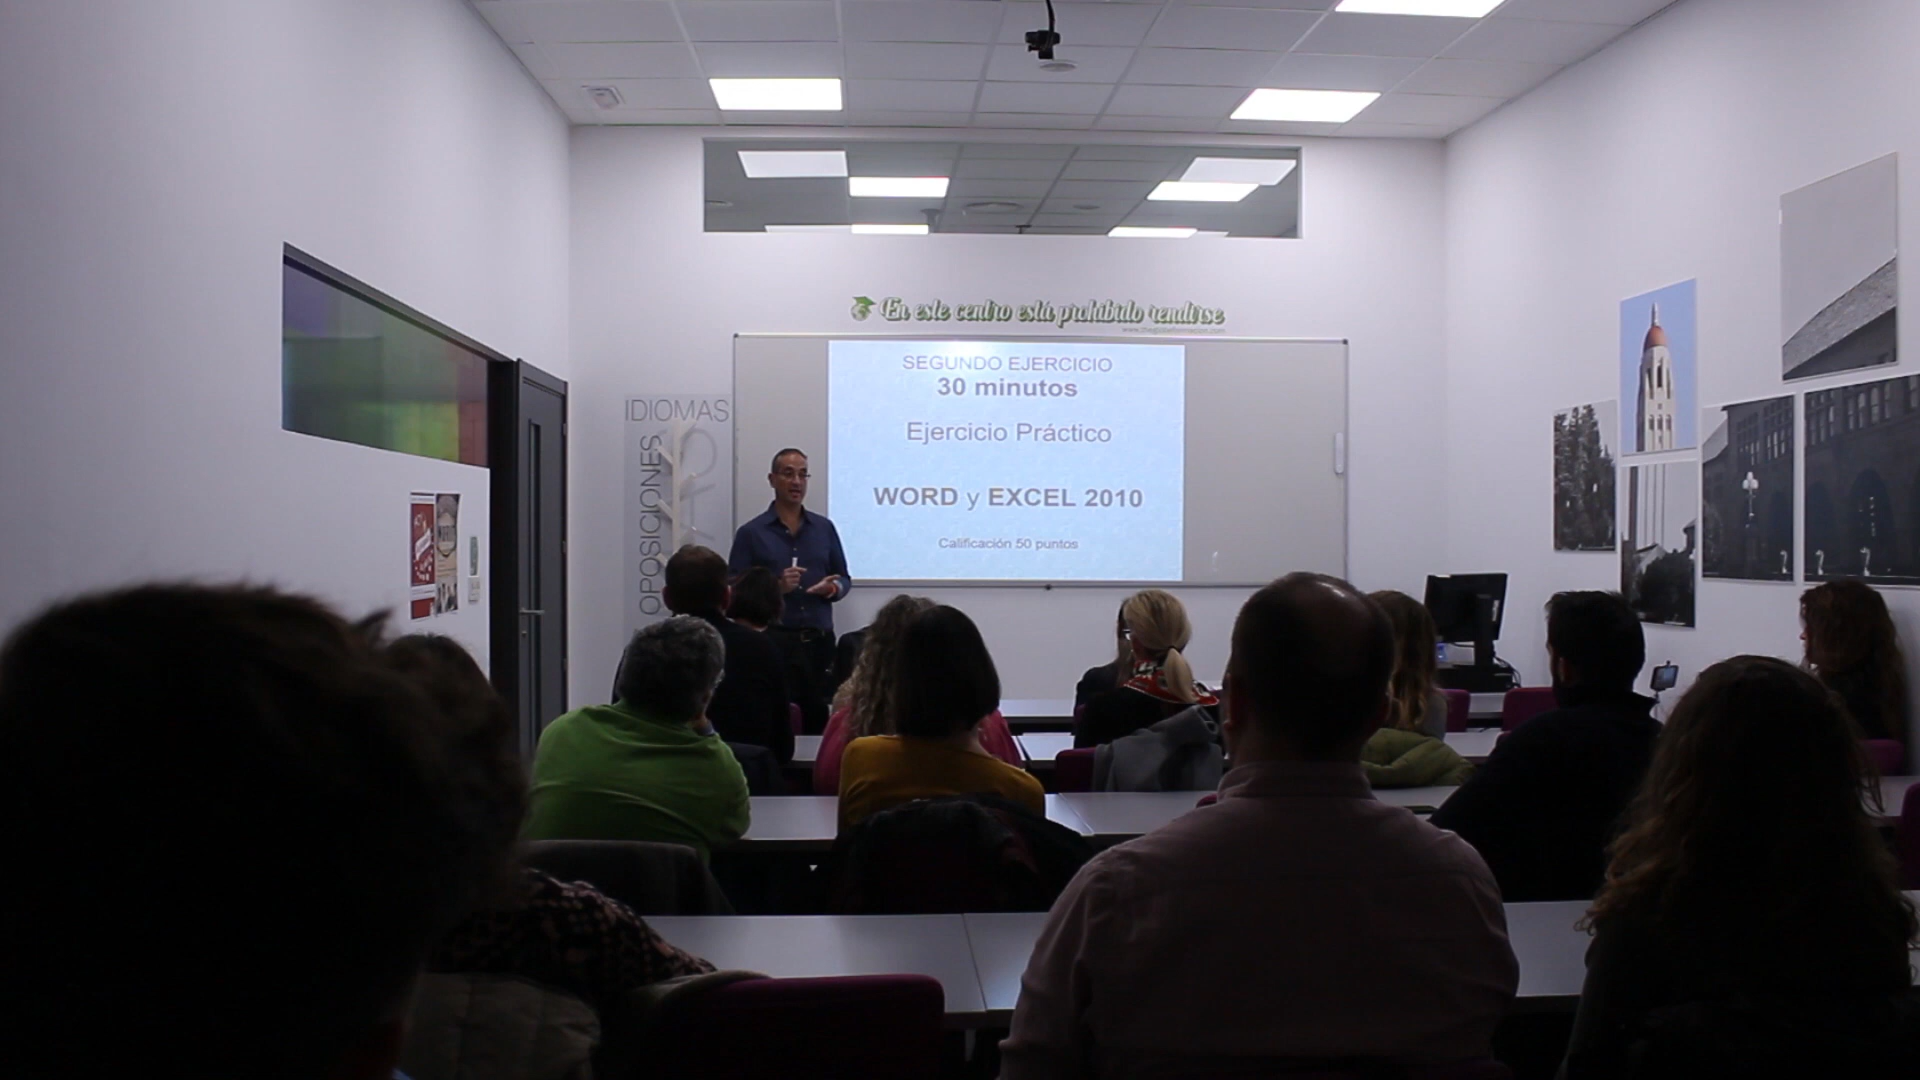 En este centro está prohibido rendirse
SEGUNDO EJERCICIO
30 minutos
Ejercicio Práctico
WORD y EXCEL 2010
Calificación 50 puntos
IDIOMAS
OPOSICIONES